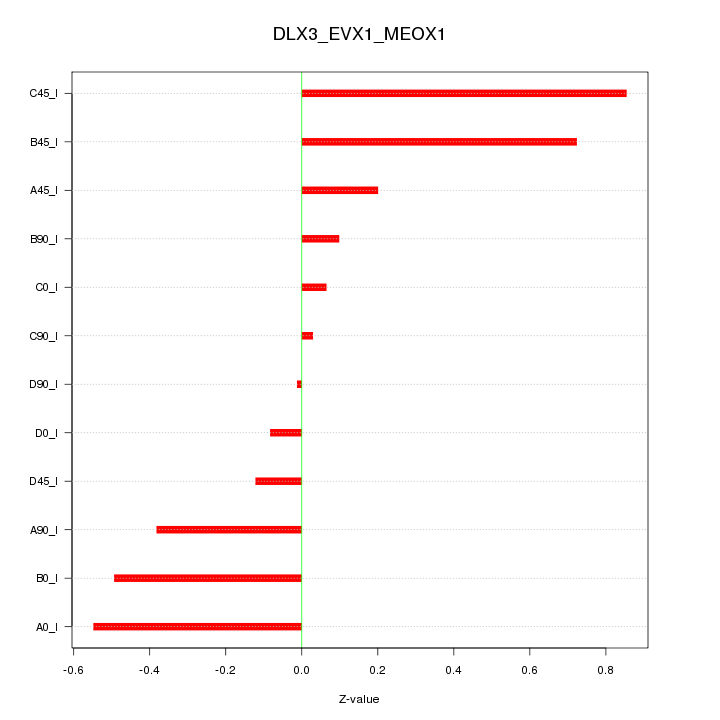 DLX3_EVX1_MEOX1
C45_I
B45_I
A45_I
B90_I
C0_I
C90_I
D90_I
D0_I
D45_I
A90_I
B0_I
A0_I
-0.6 -0.4 -0.2 0.0 0.2 0.4 0.6 0.8
Z-value